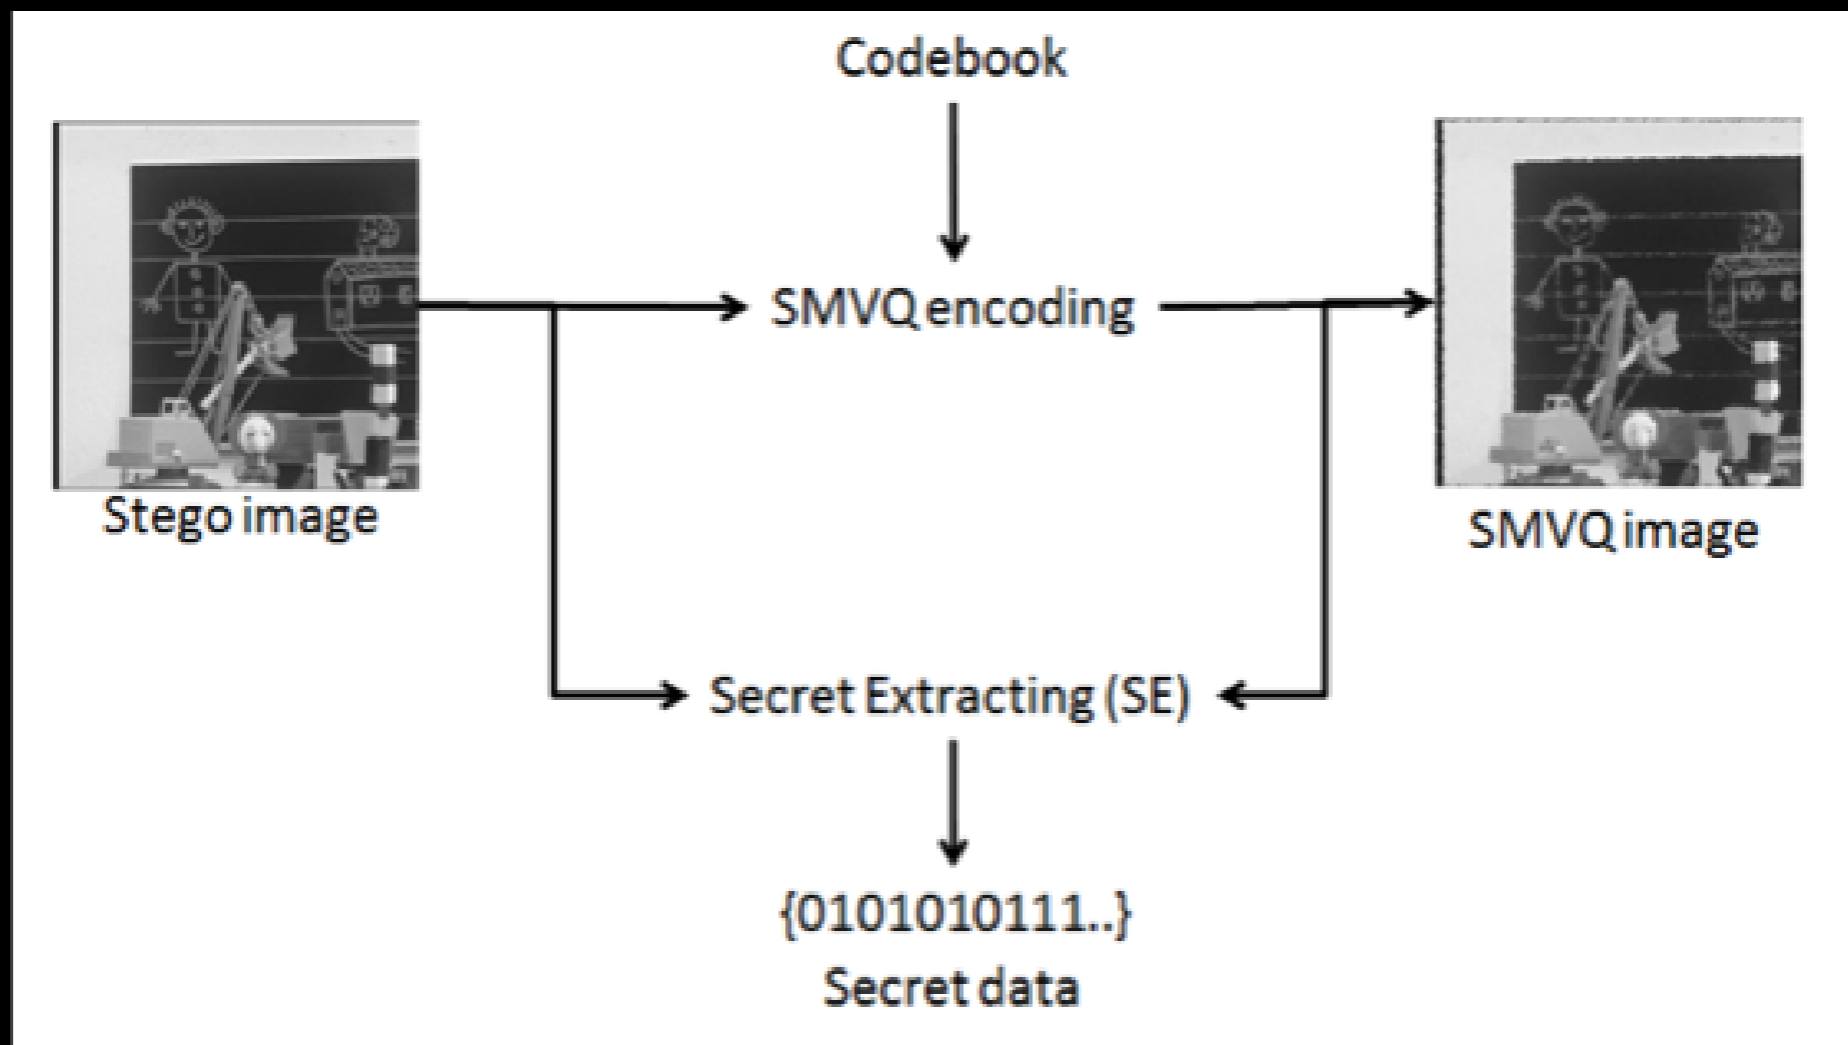 Codebook
SMVQ encoding
Stego image
SMVQ image
Secret Extracting (SE)
{0101010111..}
Secret data